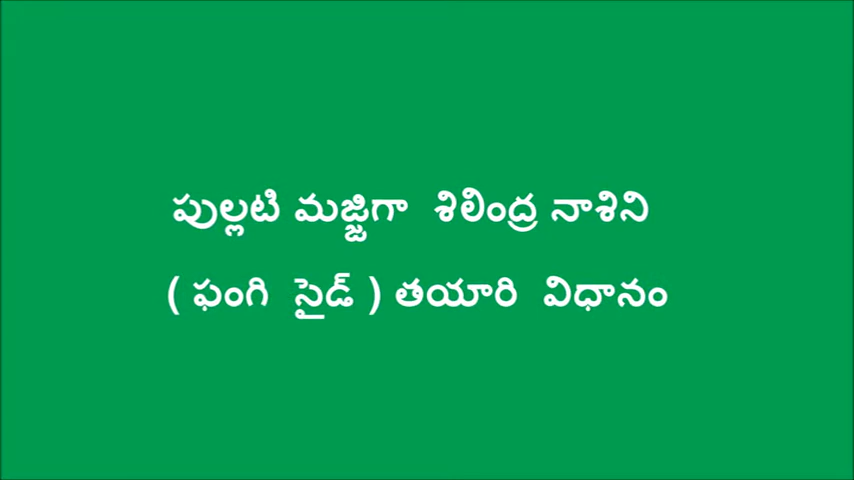 పుల్లటి మజ్జిగా శిలింద్ర నాశిని
( ఫంగి సైడ్ ) తయారి విధానం